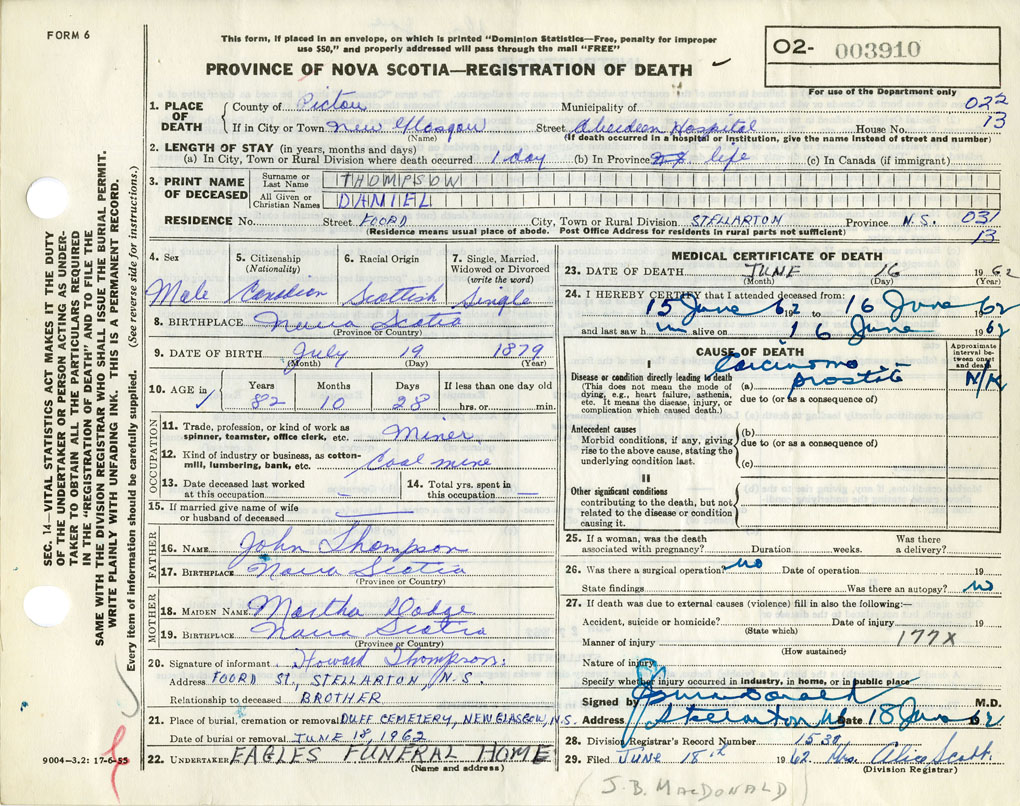 FORM 6
This form, if placed in an envelope, on which is printed "Dominion Statistics—Free, penalty for improper
use $50," and properly addressed will pass through the mail "FREE"
PROVINCE OF NOVA SCOTIA—REGISTRATION OF DEATH
02- 003910
For use of the Department only
022
13
1. PLACE OF DEATH
County of Pictou Municipality of
If in City or Town New Glasgow Street Aberdeen Hospital House No.
(Name) (If death occurred in a hospital or institution, give the name instead of street and number)
2. LENGTH OF STAY (in years, months and days)
(a) In City, Town or Rural Division where death occurred 1 day (b) In Province N.S. life (c) In Canada (if immigrant)
3. PRINT NAME OF DECEASED
Surname or Last Name THOMPSON
All Given or Christian Names DANIEL
RESIDENCE No. Street FOORD City, Town or Rural Division STELLARTON Province N.S. 031
(Residence means usual place of abode. Post Office Address for residents in rural parts not sufficient) 13
4. Sex
Male
5. Citizenship
(Nationality)
Canadian
6. Racial Origin
Scottish
7. Single, Married,
Widowed or Divorced
(write the word)
Single
8. BIRTHPLACE Nova Scotia
(Province or Country)
9. DATE OF BIRTH July 19 1879
(Month) (Day) (Year)
10. AGE in Years Months Days If less than one day old
82 10 28 hrs. or min.
OCCUPATION
11. Trade, profession, or kind of work as
spinner, teamster, office clerk, etc. Miner
12. Kind of industry or business, as cotton-
mill, lumbering, bank, etc. Coal mine
13. Date deceased last worked
at this occupation —
14. Total yrs. spent in
this occupation —
15. If married give name of wife
or husband of deceased —
FATHER
16. NAME John Thompson
17. BIRTHPLACE Nova Scotia
(Province or Country)
MOTHER
18. MAIDEN NAME Martha Dodge
19. BIRTHPLACE Nova Scotia
(Province or Country)
20. Signature of informant Howard Thompson
Address FOORD St., STELLARTON N.S.
Relationship to deceased BROTHER
21. Place of burial, cremation or removal DUFF CEMETERY, NEW GLASGOW, N.S.
Date of burial or removal JUNE 18, 1962
22. UNDERTAKER EAGLES FUNERAL HOME
(Name and address)
MEDICAL CERTIFICATE OF DEATH
23. DATE OF DEATH JUNE 16 1962
(Month) (Day) (Year)
24. I HEREBY CERTIFY that I attended deceased from:
15 June 1962 to 16 June 1962
and last saw him alive on 16 June 1962
CAUSE OF DEATH
Approximate
interval be-
tween onset
and death
I
Disease or condition directly leading to death
(This does not mean the mode of
dying, e.g., heart failure, asthenia,
etc. It means the disease, injury, or
complication which caused death.)
(a) Carcinoma
prostate N/K
due to (or as a consequence of)
Antecedent causes
Morbid conditions, if any, giving
rise to the above cause, stating the
underlying condition last.
(b)
due to (or as a consequence of)
(c)
II
Other significant conditions
contributing to the death, but not
related to the disease or condition
causing it.
25. If a woman, was the death Was there
associated with pregnancy? Duration weeks. a delivery?
26. Was there a surgical operation? no Date of operation 19
State findings Was there an autopsy? no
27. If death was due to external causes (violence) fill in also the following:—
Accident, suicide or homicide? Date of injury 19
(State which)
Manner of injury 177X
(How sustained)
Nature of injury
Specify whether injury occurred in industry, in home, or in public place
Signed by JB MacDonald M.D.
Address Stellarton NS Date 18 June 62
28. Division Registrar's Record Number 1530
29. Filed JUNE 18th 1962 Mrs. Alice Scott
(Division Registrar)
(J.B. MACDONALD)
SEC. 14—VITAL STATISTICS ACT MAKES IT THE DUTY
OF THE UNDERTAKER OR PERSON ACTING AS UNDER-
TAKER TO OBTAIN ALL THE PARTICULARS REQUIRED
IN THE "REGISTRATION OF DEATH" AND TO FILE THE
SAME WITH THE DIVISION REGISTRAR WHO SHALL ISSUE THE BURIAL PERMIT.
WRITE PLAINLY WITH UNFADING INK. THIS IS A PERMANENT RECORD.
Every item of information should be carefully supplied. (See reverse side for instructions.)
9004—3.2: 17-6-55